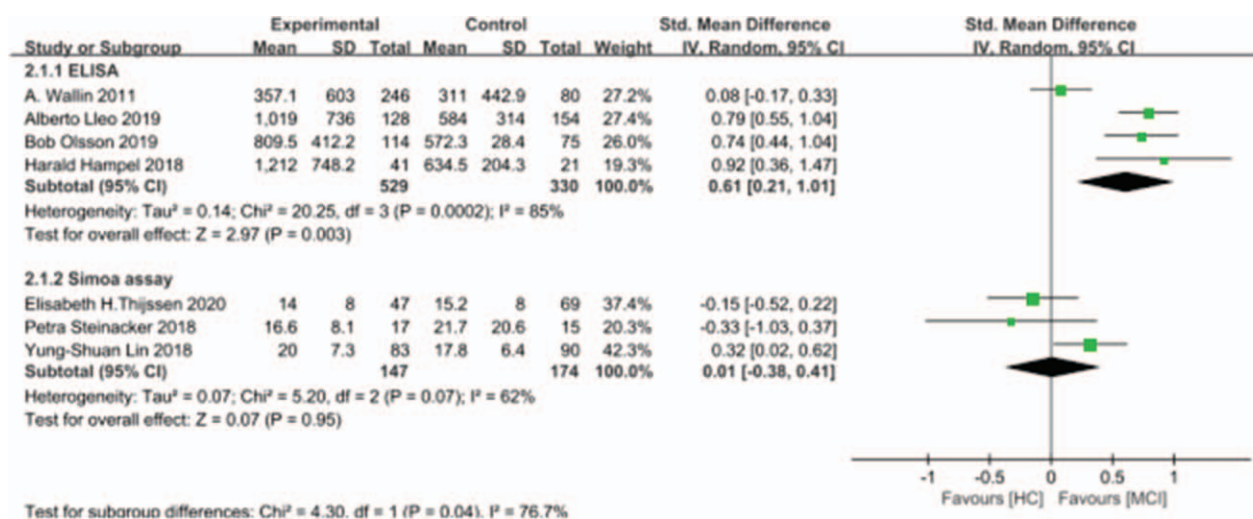 Experimental Control Std. Mean Difference Std. Mean Difference
Study or Subgroup Mean SD Total Mean SD Total Weight IV, Random, 95% CI IV, Random, 95% CI
2.1.1 ELISA
A. Wallin 2011 357.1 603 246 311 442.9 80 27.2% 0.08 [-0.17, 0.33]
Alberto Lleo 2019 1,019 736 128 584 314 154 27.4% 0.79 [0.55, 1.04]
Bob Olsson 2019 809.5 412.2 114 572.3 28.4 75 26.0% 0.74 [0.44, 1.04]
Harald Hampel 2018 1,212 748.2 41 634.5 204.3 21 19.3% 0.92 [0.36, 1.47]
Subtotal (95% CI) 529 330 100.0% 0.61 [0.21, 1.01]
Heterogeneity: Tau² = 0.14; Chi² = 20.25, df = 3 (P = 0.0002); I² = 85%
Test for overall effect: Z = 2.97 (P = 0.003)
2.1.2 Simoa assay
Elisabeth H.Thijssen 2020 14 8 47 15.2 8 69 37.4% -0.15 [-0.52, 0.22]
Petra Steinacker 2018 16.6 8.1 17 21.7 20.6 15 20.3% -0.33 [-1.03, 0.37]
Yung-Shuan Lin 2018 20 7.3 83 17.8 6.4 90 42.3% 0.32 [0.02, 0.62]
Subtotal (95% CI) 147 174 100.0% 0.01 [-0.38, 0.41]
Heterogeneity: Tau² = 0.07; Chi² = 5.20, df = 2 (P = 0.07); I² = 62%
Test for overall effect: Z = 0.07 (P = 0.95)
-1 -0.5 0 0.5 1
Favours [HC] Favours [MCI]
Test for subgroup differences: Chi² = 4.30, df = 1 (P = 0.04), I² = 76.7%